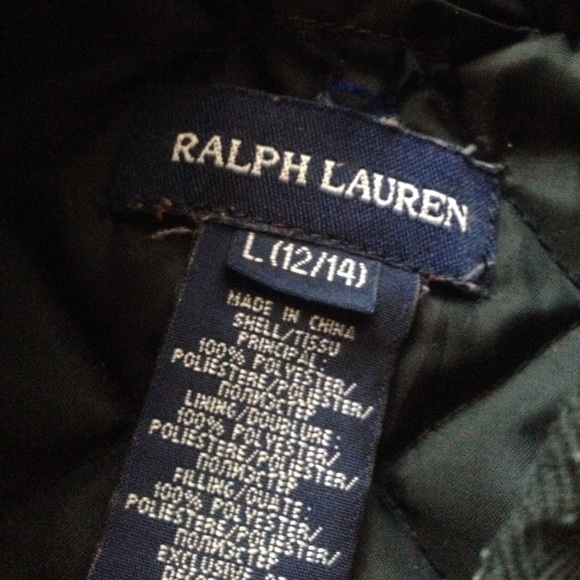 RALPH LAUREN
L (12/14)
MADE IN CHINA
SHELL/TISSU
PRINCIPAL:
100% POLYESTER/
POLIESTERE/POLIESTER/
ПОЛИЭСТЕР
LINING/DOUBLURE:
100% POLYESTER/
POLIESTERE/POLIESTER/
ПОЛИЭСТЕР
FILLING/OUATE:
100% POLYESTER/
POLIESTERE/POLIESTER/
ПОЛИЭСТЕР
EXCLUSIVE OF